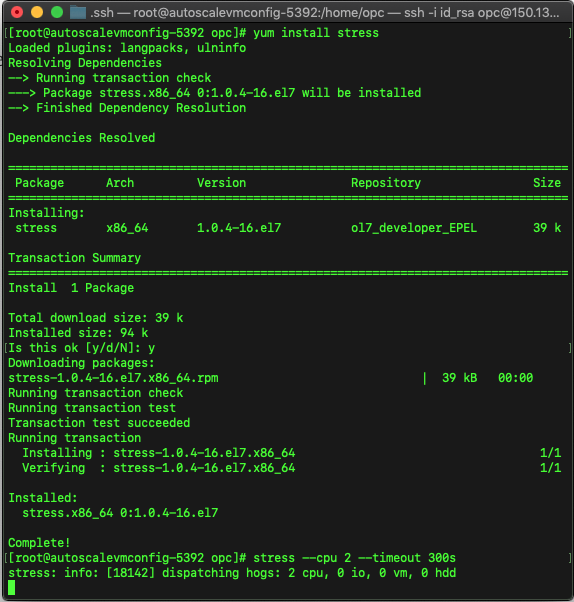 .ssh — root@autoscalevmconfig-5392:/home/opc — ssh -i id_rsa opc@150.13...
[[root@autoscalevmconfig-5392 opc]# yum install stress ]
Loaded plugins: langpacks, ulninfo
Resolving Dependencies
--> Running transaction check
---> Package stress.x86_64 0:1.0.4-16.el7 will be installed
--> Finished Dependency Resolution

Dependencies Resolved

================================================================================
 Package      Arch       Version               Repository                Size
================================================================================
Installing:
 stress       x86_64     1.0.4-16.el7          ol7_developer_EPEL        39 k

Transaction Summary
================================================================================
Install  1 Package

Total download size: 39 k
Installed size: 94 k
[Is this ok [y/d/N]: y ]
Downloading packages:
stress-1.0.4-16.el7.x86_64.rpm                             |  39 kB   00:00
Running transaction check
Running transaction test
Transaction test succeeded
Running transaction
  Installing : stress-1.0.4-16.el7.x86_64                                   1/1
  Verifying  : stress-1.0.4-16.el7.x86_64                                   1/1

Installed:
  stress.x86_64 0:1.0.4-16.el7

Complete!
[[root@autoscalevmconfig-5392 opc]# stress --cpu 2 --timeout 300s ]
stress: info: [18142] dispatching hogs: 2 cpu, 0 io, 0 vm, 0 hdd